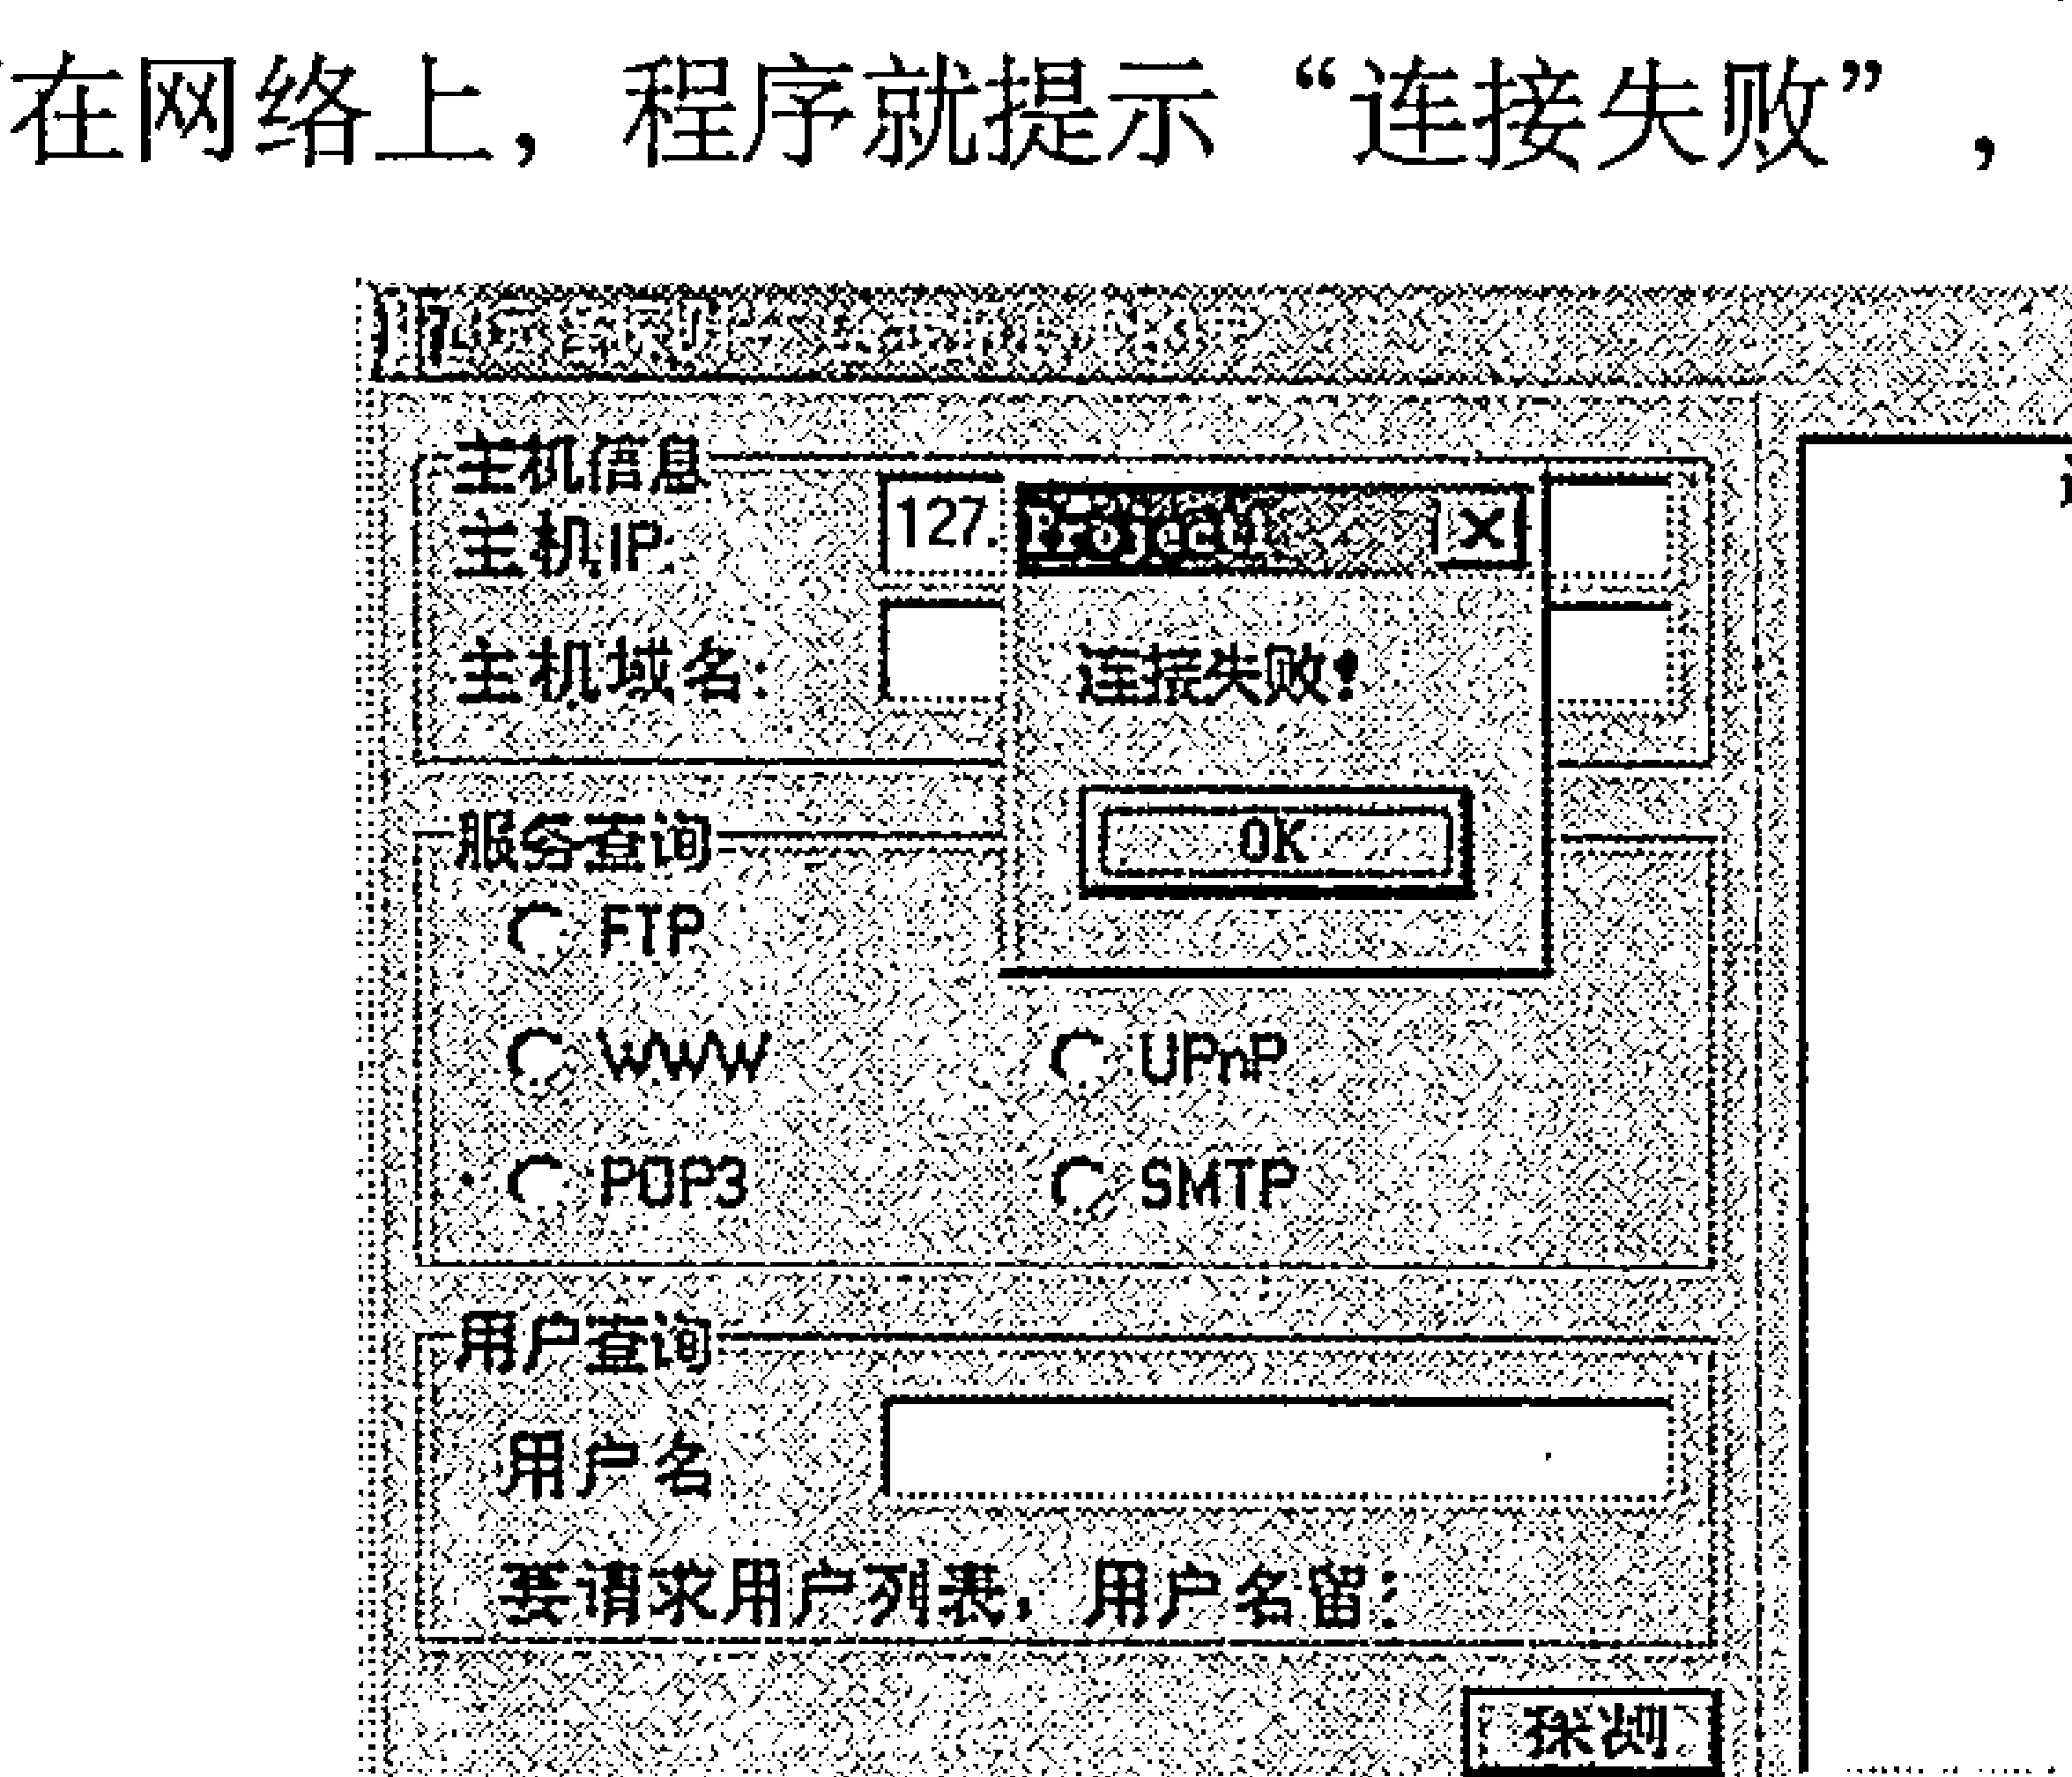 在网络上，程序就提示“连接失败”，
主机信息
主机IP:
127.
Project1
主机域名:
连接失败!
OK
服务查询
FTP
WWW
UPnP
POP3
SMTP
用户查询
用户名
要请求用户列表，用户名留:
探测